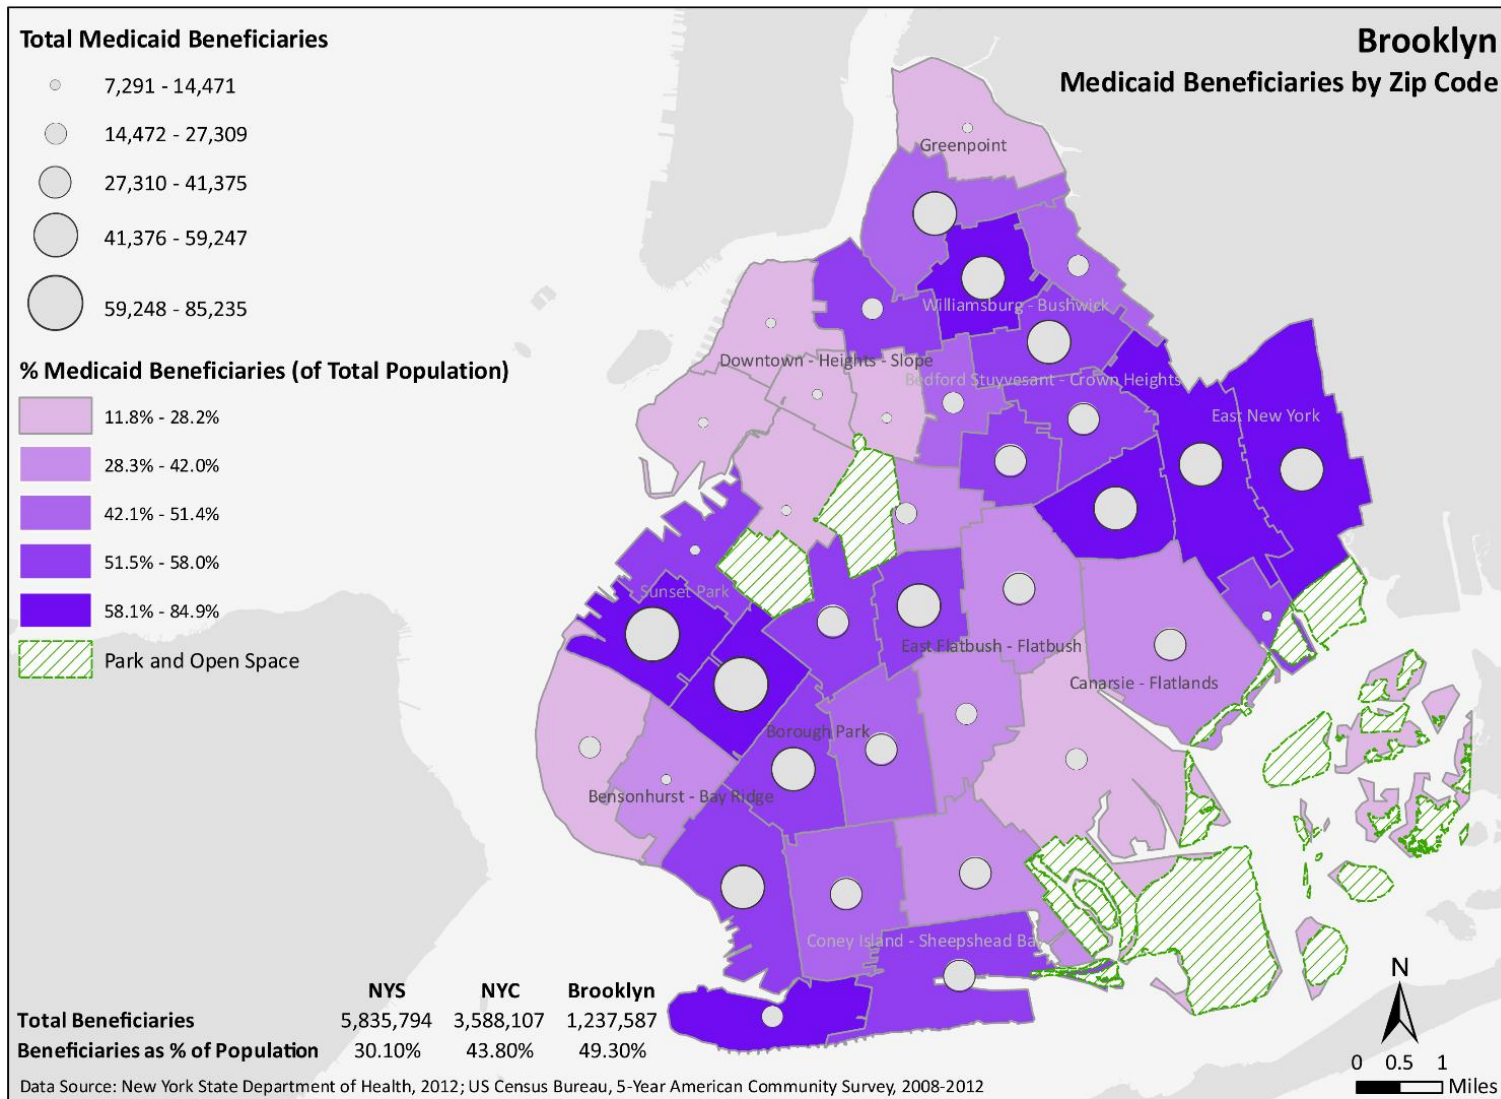 Brooklyn
Medicaid Beneficiaries by Zip Code
Total Medicaid Beneficiaries
7,291 - 14,471
14,472 - 27,309
27,310 - 41,375
41,376 - 59,247
59,248 - 85,235
% Medicaid Beneficiaries (of Total Population)
11.8% - 28.2%
28.3% - 42.0%
42.1% - 51.4%
51.5% - 58.0%
58.1% - 84.9%
Park and Open Space
Greenpoint
Williamsburg - Bushwick
Downtown - Heights - Slope
Bedford Stuyvesant - Crown Heights
East New York
Sunset Park
East Flatbush - Flatbush
Canarsie - Flatlands
Borough Park
Bensonhurst - Bay Ridge
Coney Island - Sheepshead Bay
N
0 0.5 1
Miles
NYS NYC Brooklyn
Total Beneficiaries 5,835,794 3,588,107 1,237,587
Beneficiaries as % of Population 30.10% 43.80% 49.30%
Data Source: New York State Department of Health, 2012; US Census Bureau, 5-Year American Community Survey, 2008-2012